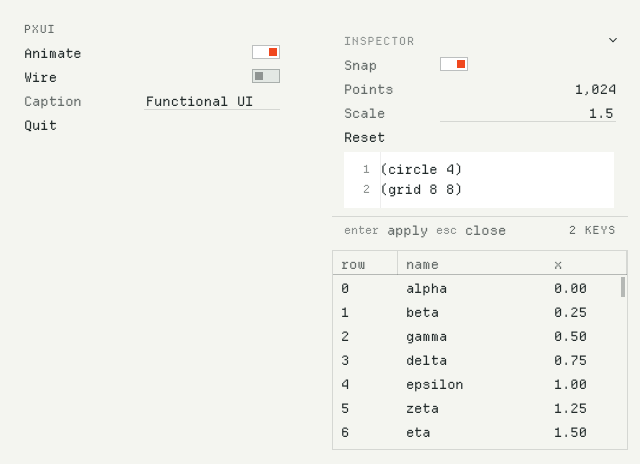 PXUI
Animate
Wire
Caption Functional UI
Quit
INSPECTOR
Snap
Points 1,024
Scale 1.5
Reset
1 (circle 4)
2 (grid 8 8)
enter apply esc close 2 KEYS
row name x
0 alpha 0.00
1 beta 0.25
2 gamma 0.50
3 delta 0.75
4 epsilon 1.00
5 zeta 1.25
6 eta 1.50